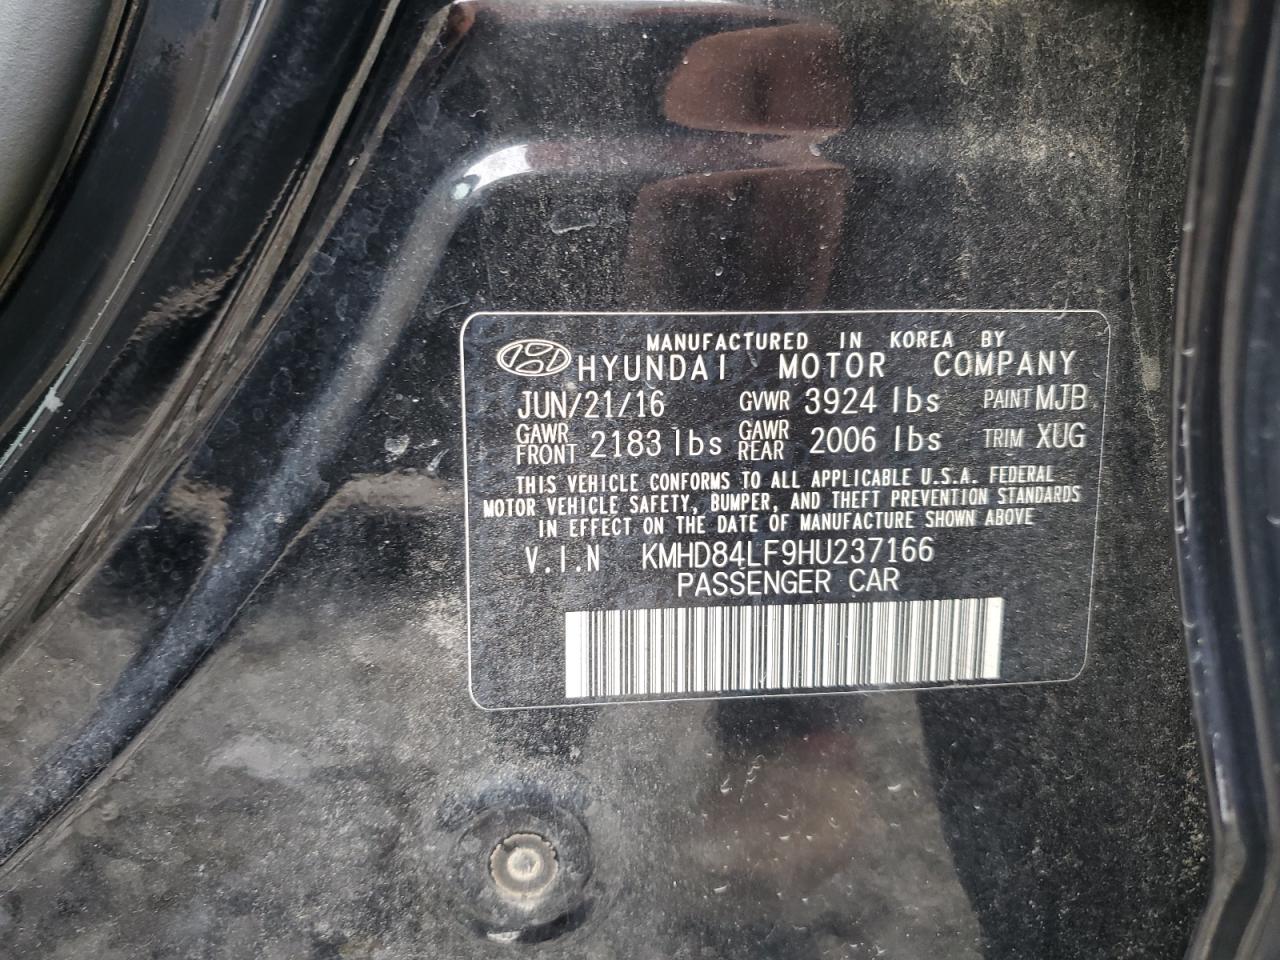 MANUFACTURED IN KOREA BY
HYUNDAI MOTOR COMPANY
JUN/21/16 GVWR 3924 lbs PAINT MJB
GAWR FRONT 2183 lbs GAWR REAR 2006 lbs TRIM XUG
THIS VEHICLE CONFORMS TO ALL APPLICABLE U.S.A. FEDERAL
MOTOR VEHICLE SAFETY, BUMPER, AND THEFT PREVENTION STANDARDS
IN EFFECT ON THE DATE OF MANUFACTURE SHOWN ABOVE
V.I.N KMHD84LF9HU237166
PASSENGER CAR